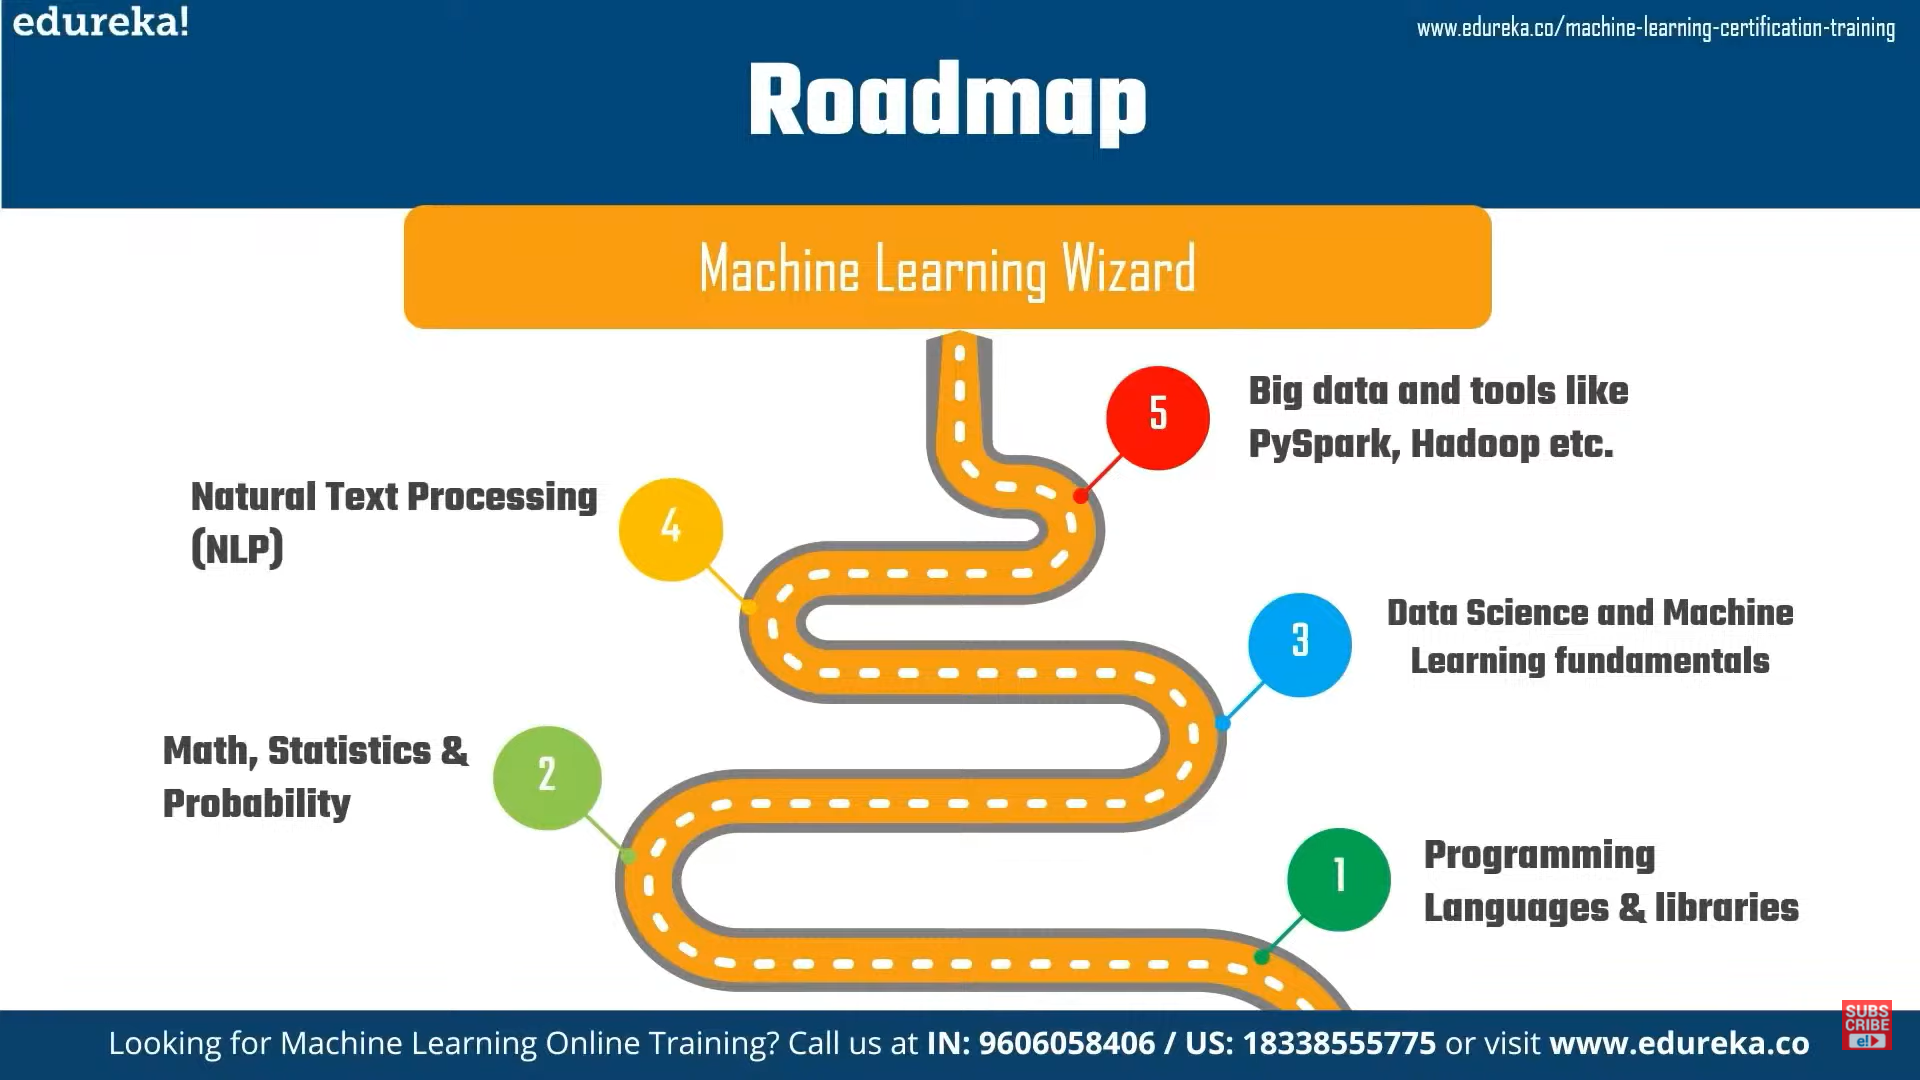 edureka!
www.edureka.co/machine-learning-certification-training
Roadmap
Machine Learning Wizard
5
Big data and tools like
PySpark, Hadoop etc.
Natural Text Processing
(NLP)
4
3
Data Science and Machine
Learning fundamentals
Math, Statistics &
Probability
2
1
Programming
Languages & libraries
Looking for Machine Learning Online Training? Call us at IN: 9606058406 / US: 18338555775 or visit www.edureka.co
SUBS
CRIBE
e!